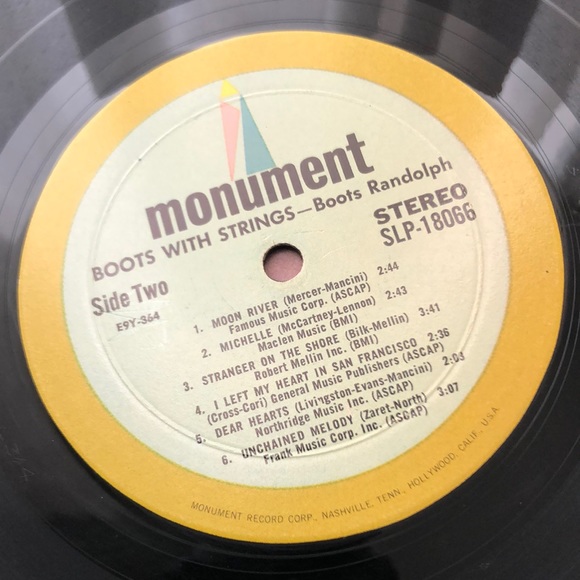 monument
BOOTS WITH STRINGS—Boots Randolph
STEREO
SLP-18066
Side Two
E9Y-364
1. MOON RIVER (Mercer-Mancini) 2:44
Famous Music Corp. (ASCAP)
2. MICHELLE (McCartney-Lennon) 2:43
Maclen Music (BMI)
3. STRANGER ON THE SHORE (Bilk-Mellin) 3:41
Robert Mellin Inc. (BMI)
4. I LEFT MY HEART IN SAN FRANCISCO 2:36
(Cross-Cori) General Music Publishers (ASCAP)
5. DEAR HEARTS (Livingston-Evans-Mancini) 2:03
Northridge Music Inc. (ASCAP)
6. UNCHAINED MELODY (Zaret-North) 3:07
Frank Music Corp. Inc. (ASCAP)
MONUMENT RECORD CORP., NASHVILLE, TENN., HOLLYWOOD, CALIF., U.S.A